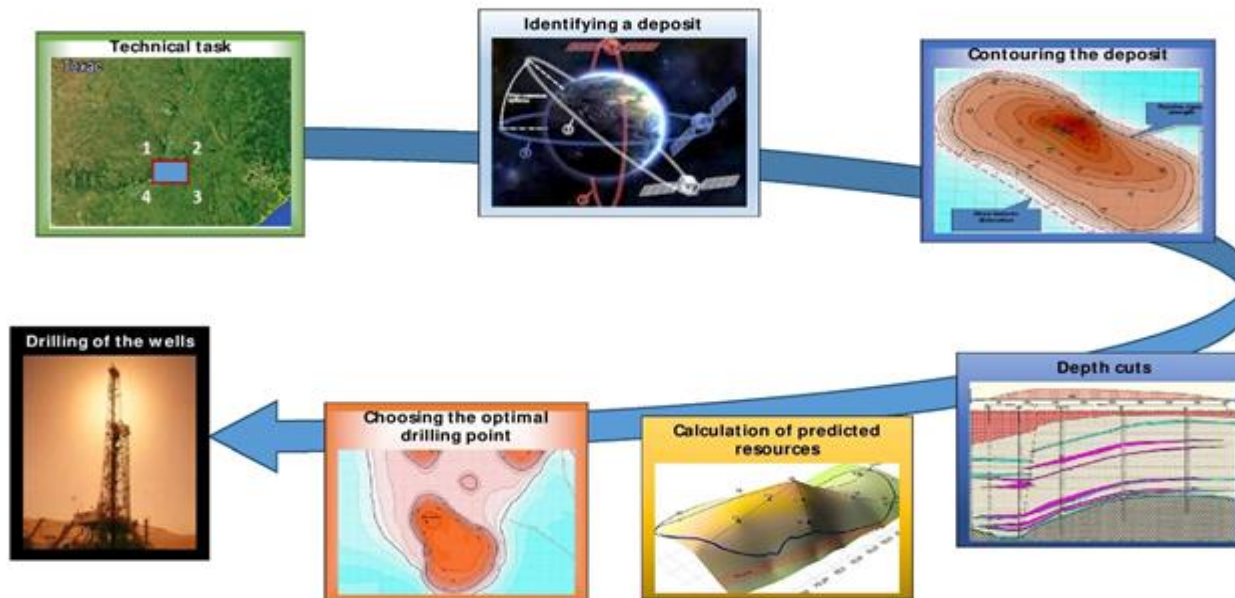 Technical task
Техас
1 2
4 3
Identifying a deposit
Contouring the deposit
Depth cuts
Calculation of predicted
resources
Choosing the optimal
drilling point
Drilling of the wells